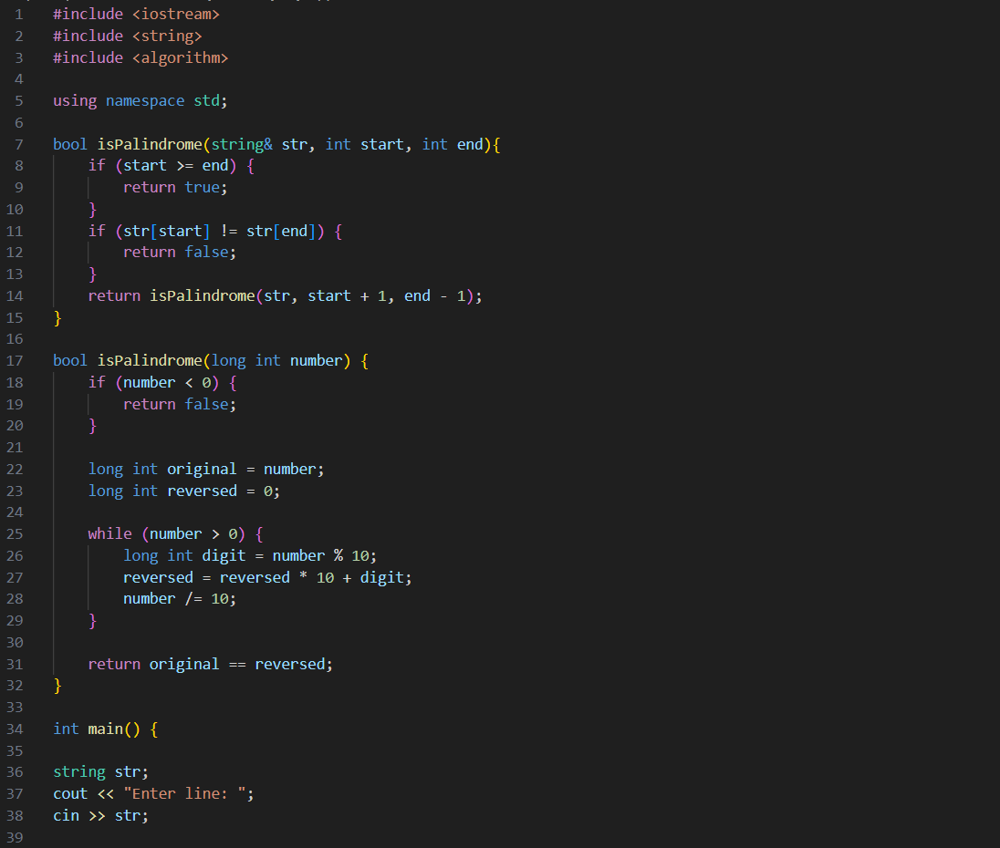 1 #include <iostream>
2 #include <string>
3 #include <algorithm>
4
5 using namespace std;
6
7 bool isPalindrome(string& str, int start, int end){
8     if (start >= end) {
9         return true;
10     }
11     if (str[start] != str[end]) {
12         return false;
13     }
14     return isPalindrome(str, start + 1, end - 1);
15 }
16
17 bool isPalindrome(long int number) {
18     if (number < 0) {
19         return false;
20     }
21
22     long int original = number;
23     long int reversed = 0;
24
25     while (number > 0) {
26         long int digit = number % 10;
27         reversed = reversed * 10 + digit;
28         number /= 10;
29     }
30
31     return original == reversed;
32 }
33
34 int main() {
35
36 string str;
37 cout << "Enter line: ";
38 cin >> str;
39